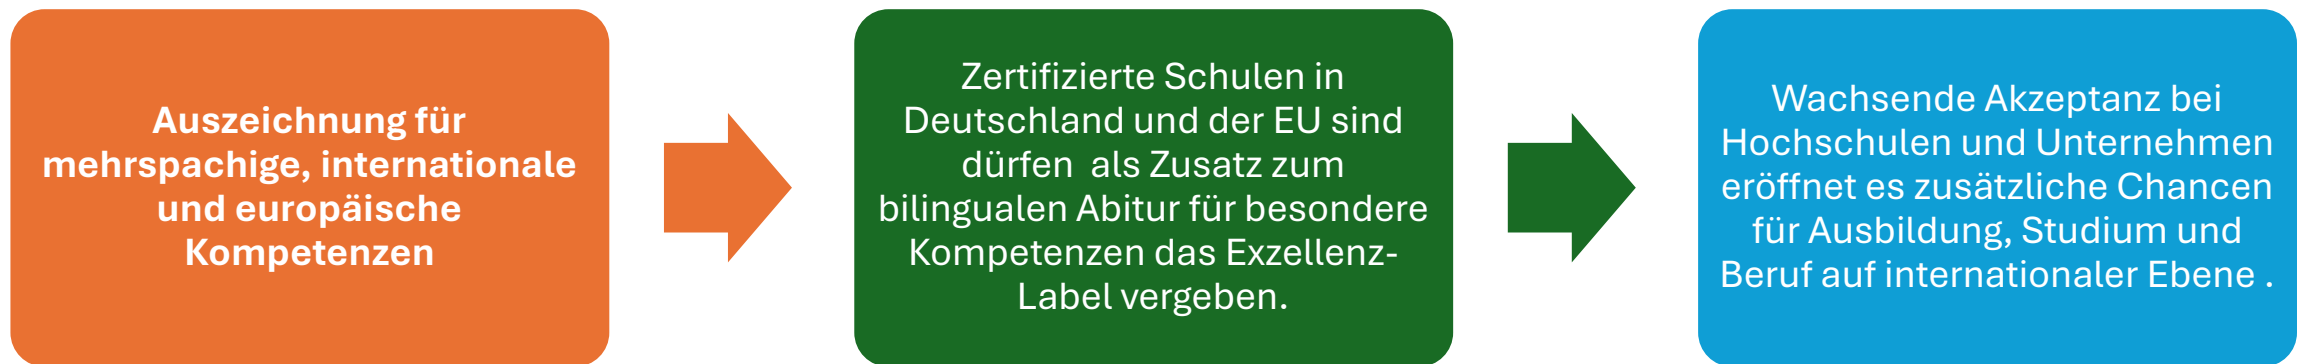 Auszeichnung für
mehrspachige, internationale
und europäische
Kompetenzen
Zertifizierte Schulen in
Deutschland und der EU sind
dürfen  als Zusatz zum
bilingualen Abitur für besondere
Kompetenzen das Exzellenz-
Label vergeben.
Wachsende Akzeptanz bei
Hochschulen und Unternehmen
eröffnet es zusätzliche Chancen
für Ausbildung, Studium und
Beruf auf internationaler Ebene .